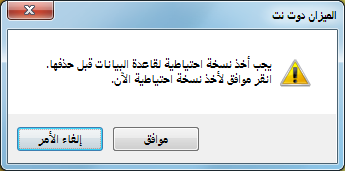 الميزان دوت نت
يجب أخذ نسخة احتياطية لقاعدة البيانات قبل حذفها.
انقر موافق لأخذ نسخة احتياطية الآن.
موافق
إلغاء الأمر